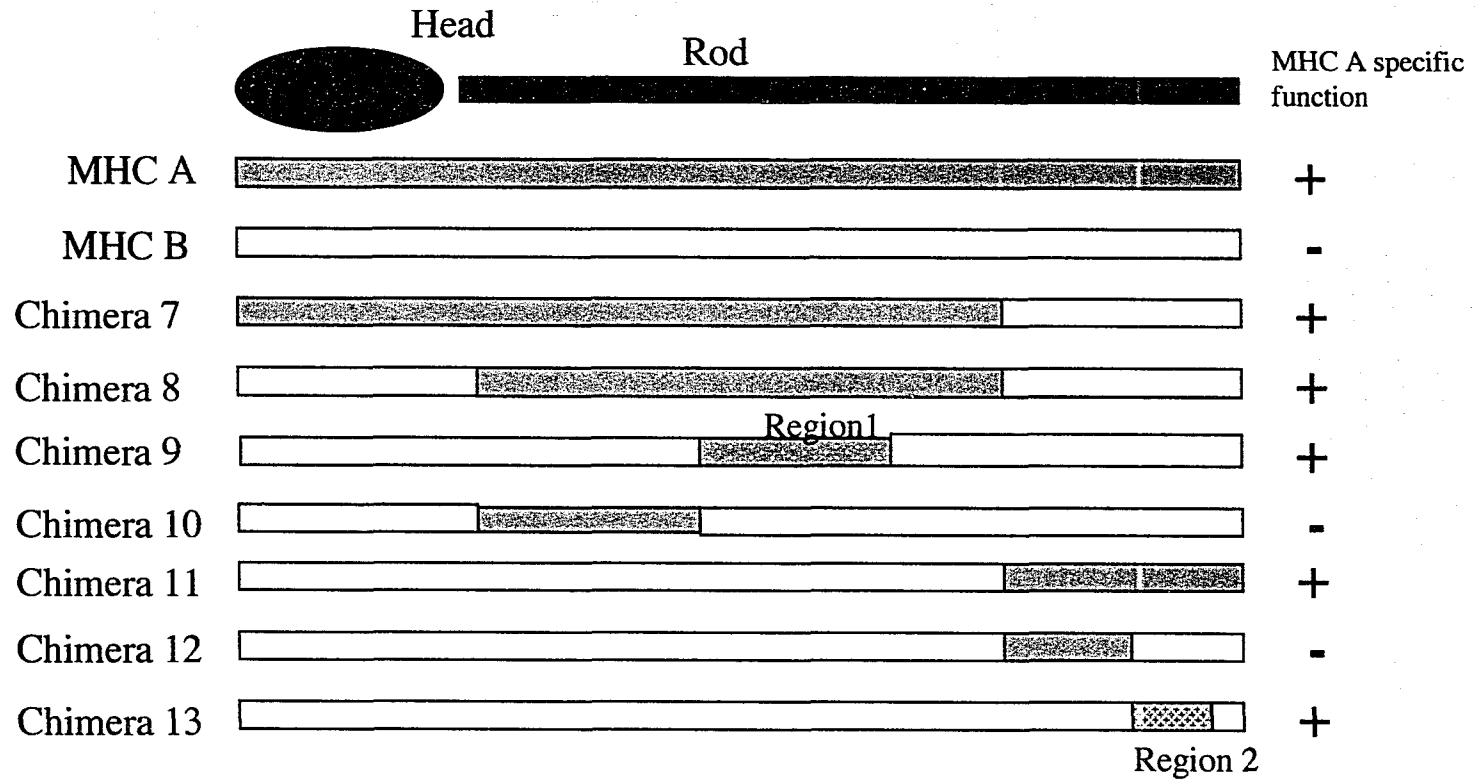 Head
Rod
MHC A specific
function
MHC A +
MHC B -
Chimera 7 +
Chimera 8 +
Region1
Chimera 9 +
Chimera 10 -
Chimera 11 +
Chimera 12 -
Chimera 13 +
Region 2